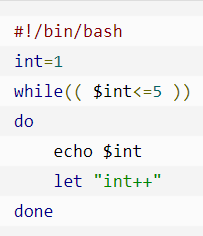 #!/bin/bash
int=1
while(( $int<=5 ))
do
    echo $int
    let "int++"
done